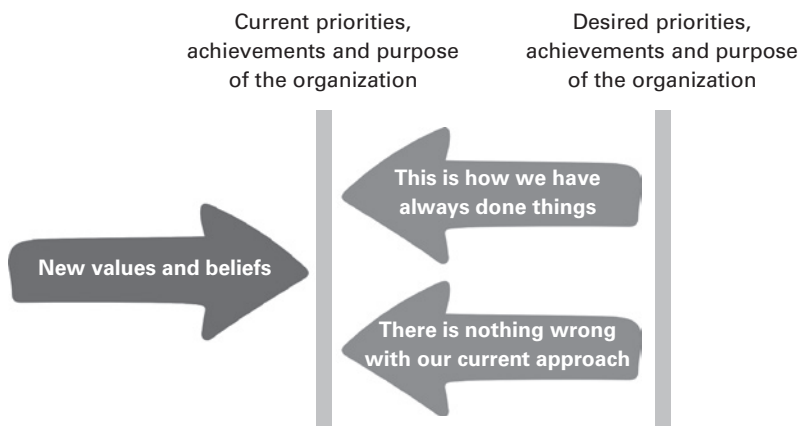 Current priorities,
achievements and purpose
of the organization
Desired priorities,
achievements and purpose
of the organization
This is how we have
always done things
New values and beliefs
There is nothing wrong
with our current approach